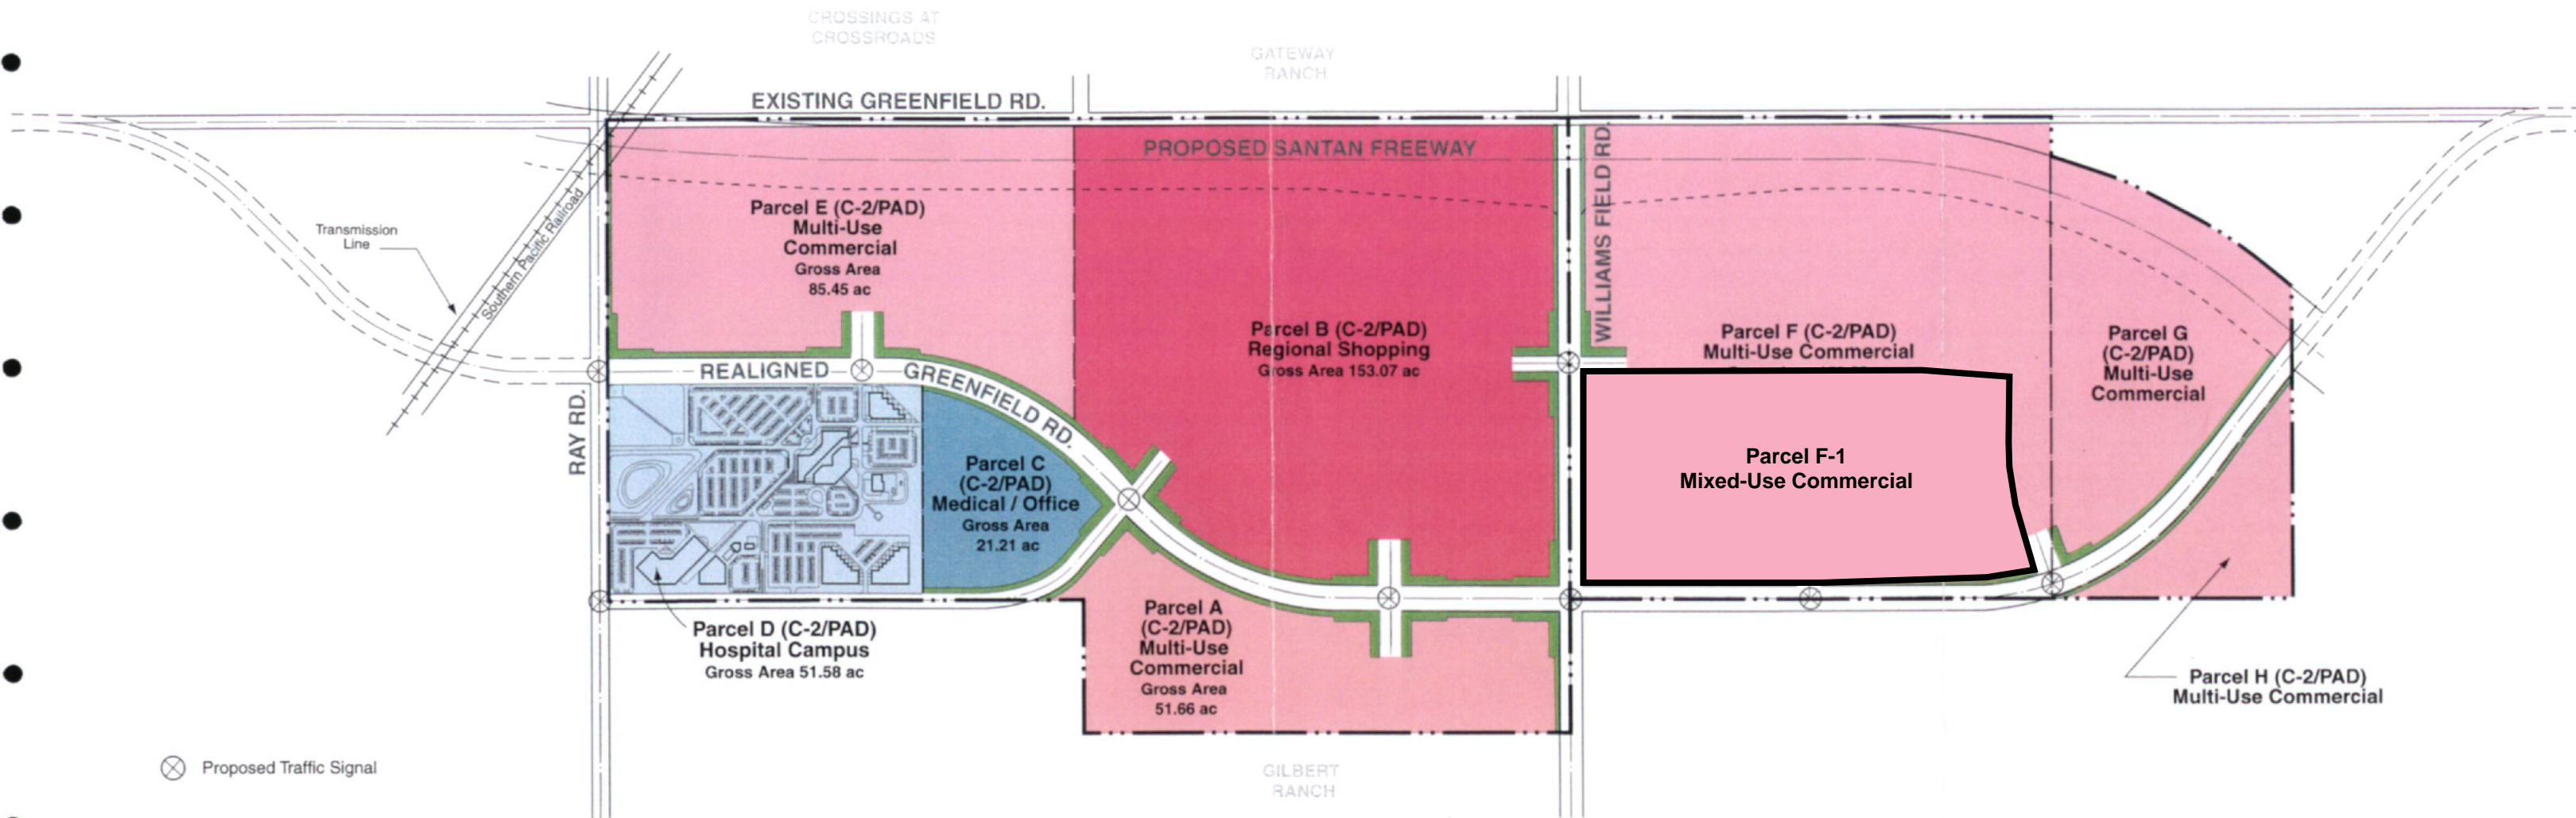 CROSSINGS AT
CROSSROADS
GATEWAY
RANCH
EXISTING GREENFIELD RD.
PROPOSED SANTAN FREEWAY
WILLIAMS FIELD RD.
Transmission
Line
Southern Pacific Railroad
Parcel E (C-2/PAD)
Multi-Use
Commercial
Gross Area
85.45 ac
Parcel B (C-2/PAD)
Regional Shopping
Gross Area 153.07 ac
Parcel F (C-2/PAD)
Multi-Use Commercial
Parcel G
(C-2/PAD)
Multi-Use
Commercial
REALIGNED
GREENFIELD RD.
RAY RD.
Parcel C
(C-2/PAD)
Medical / Office
Gross Area
21.21 ac
Parcel F-1
Mixed-Use Commercial
Parcel D (C-2/PAD)
Hospital Campus
Gross Area 51.58 ac
Parcel A
(C-2/PAD)
Multi-Use
Commercial
Gross Area
51.66 ac
Parcel H (C-2/PAD)
Multi-Use Commercial
Proposed Traffic Signal
GILBERT
RANCH